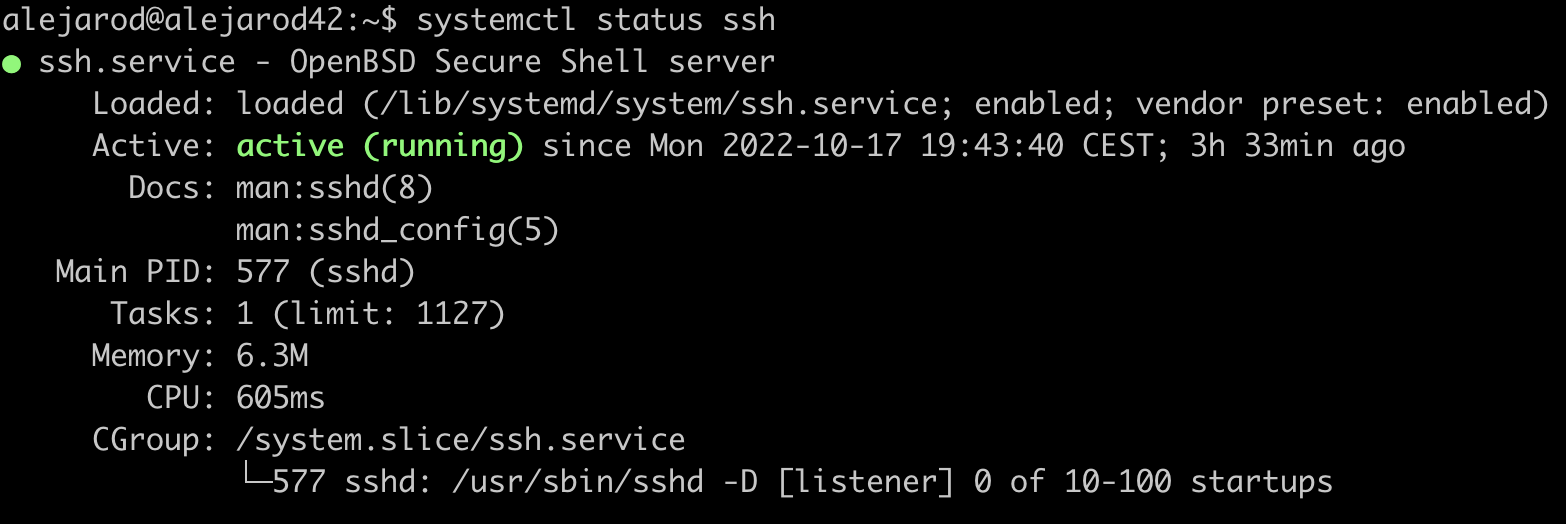 alejarod@alejarod42:~$ systemctl status ssh
● ssh.service - OpenBSD Secure Shell server
     Loaded: loaded (/lib/systemd/system/ssh.service; enabled; vendor preset: enabled)
     Active: active (running) since Mon 2022-10-17 19:43:40 CEST; 3h 33min ago
       Docs: man:sshd(8)
             man:sshd_config(5)
   Main PID: 577 (sshd)
      Tasks: 1 (limit: 1127)
     Memory: 6.3M
        CPU: 605ms
     CGroup: /system.slice/ssh.service
             └─577 sshd: /usr/sbin/sshd -D [listener] 0 of 10-100 startups